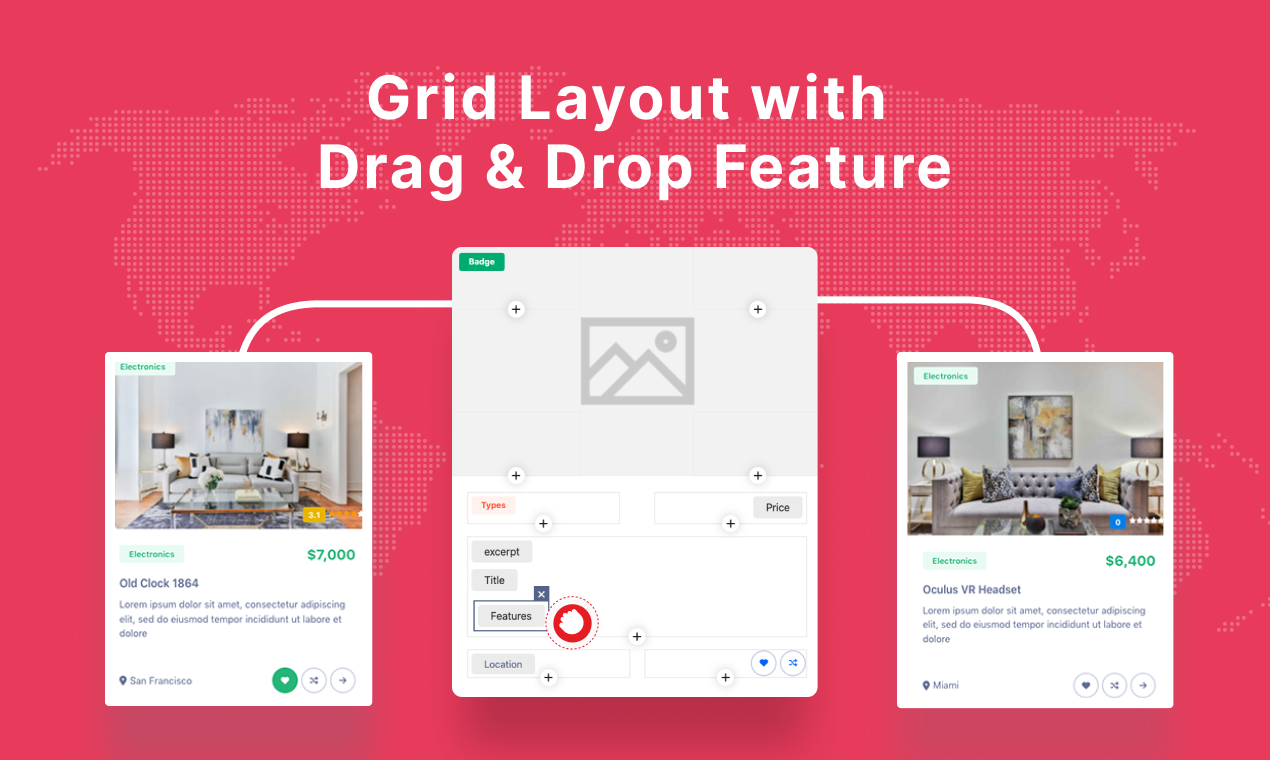 Grid Layout with
Drag & Drop Feature
Badge
Types
Price
excerpt
Title
Features
Location
Electronics
3.1
Electronics
$7,000
Old Clock 1864
Lorem ipsum dolor sit amet, consectetur adipiscing
elit, sed do eiusmod tempor incididunt ut labore et
dolore
San Francisco
Electronics
0
Electronics
$6,400
Oculus VR Headset
Lorem ipsum dolor sit amet, consectetur adipiscing
elit, sed do eiusmod tempor incididunt ut labore et
dolore
Miami